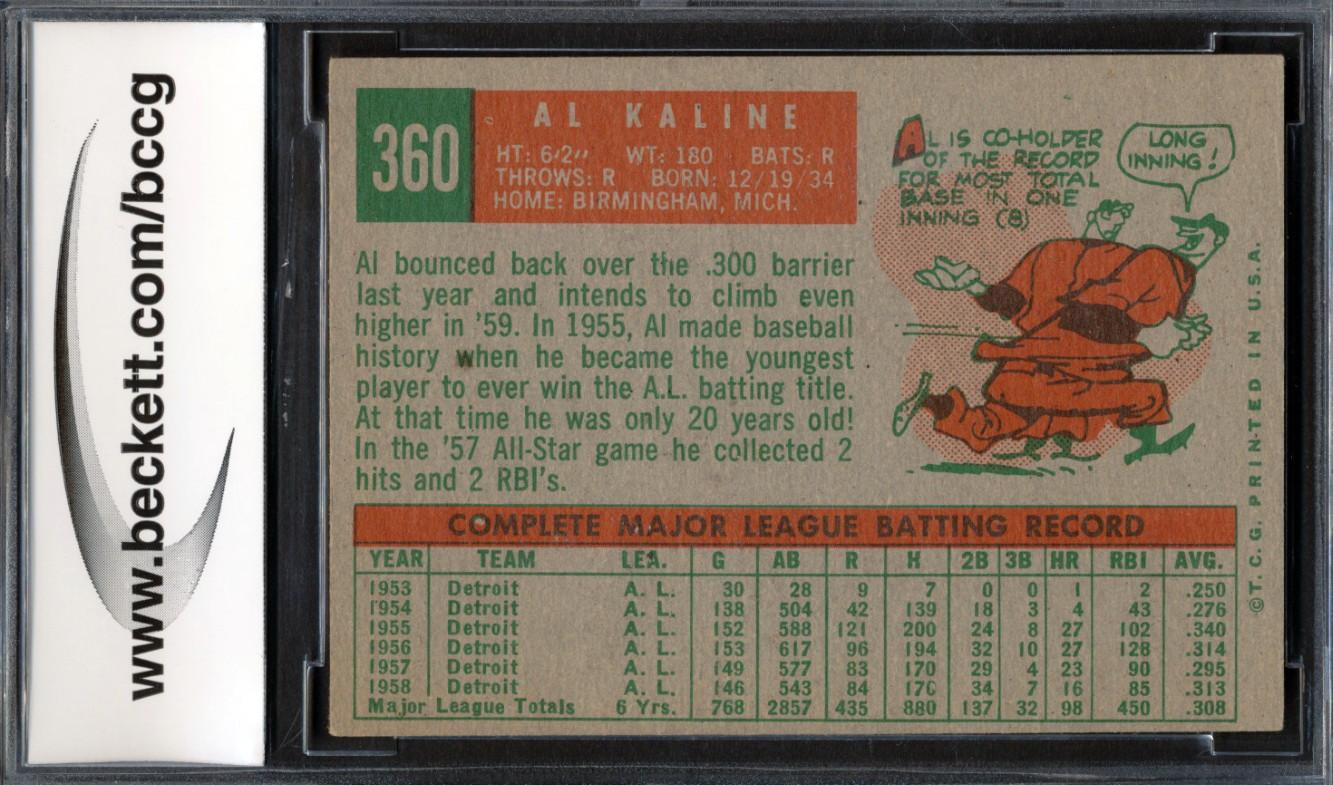 www.beckett.com/bccg
360
AL KALINE
HT: 6'2" WT: 180 BATS: R
THROWS: R BORN: 12/19/34
HOME: BIRMINGHAM, MICH.
AL IS CO-HOLDER
OF THE RECORD
FOR MOST TOTAL
BASE IN ONE
INNING (8)
LONG
INNING!
Al bounced back over the .300 barrier
last year and intends to climb even
higher in '59. In 1955, Al made baseball
history when he became the youngest
player to ever win the A.L. batting title.
At that time he was only 20 years old!
In the '57 All-Star game he collected 2
hits and 2 RBI's.
COMPLETE MAJOR LEAGUE BATTING RECORD
YEAR TEAM LEA. G AB R H 2B 3B HR RBI AVG.
1953 Detroit A. L. 30 28 9 7 0 0 1 2 .250
1954 Detroit A. L. 138 504 42 139 18 3 4 43 .276
1955 Detroit A. L. 152 588 121 200 24 8 27 102 .340
1956 Detroit A. L. 153 617 96 194 32 10 27 128 .314
1957 Detroit A. L. 149 577 83 170 29 4 23 90 .295
1958 Detroit A. L. 146 543 84 170 34 7 16 85 .313
Major League Totals 6 Yrs. 768 2857 435 880 137 32 98 450 .308
©T. C. G. PRINTED IN U.S.A.